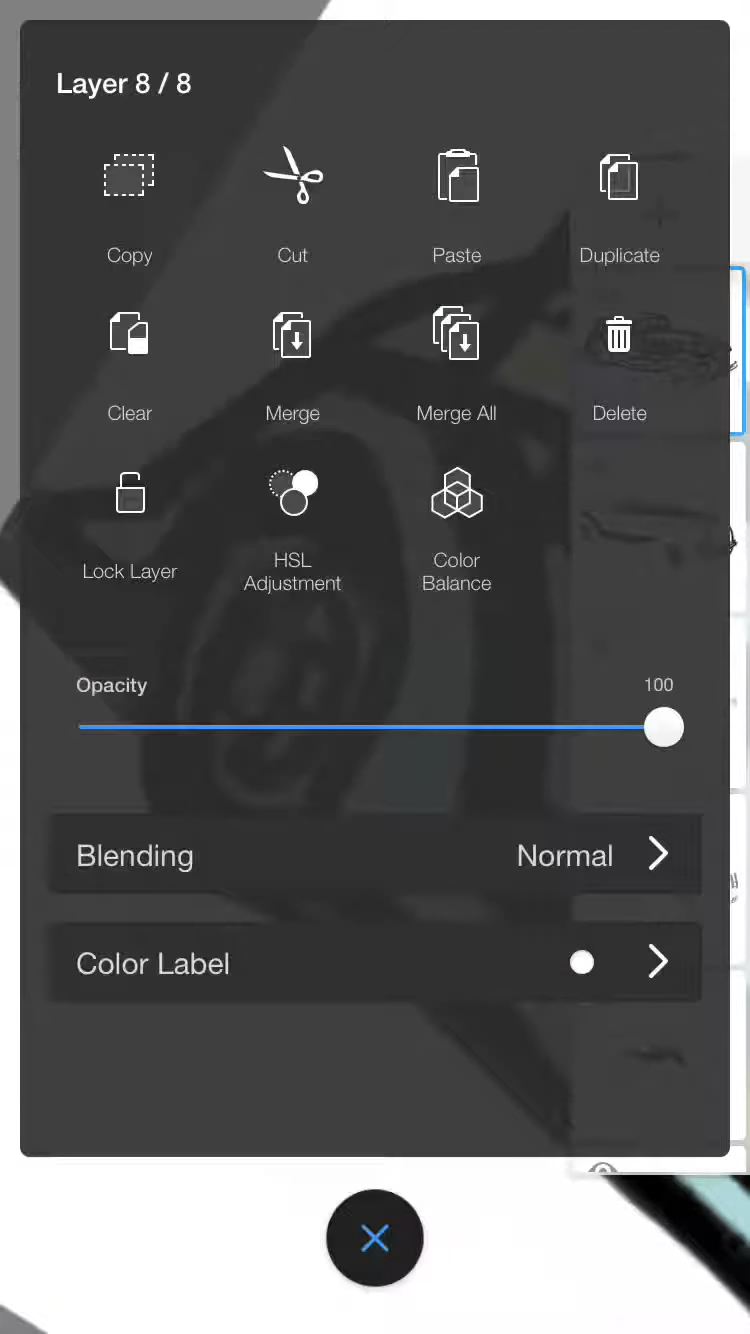 Layer 8 / 8
Copy
Cut
Paste
Duplicate
Clear
Merge
Merge All
Delete
Lock Layer
HSL
Adjustment
Color
Balance
Opacity
100
Blending
Normal
Color Label